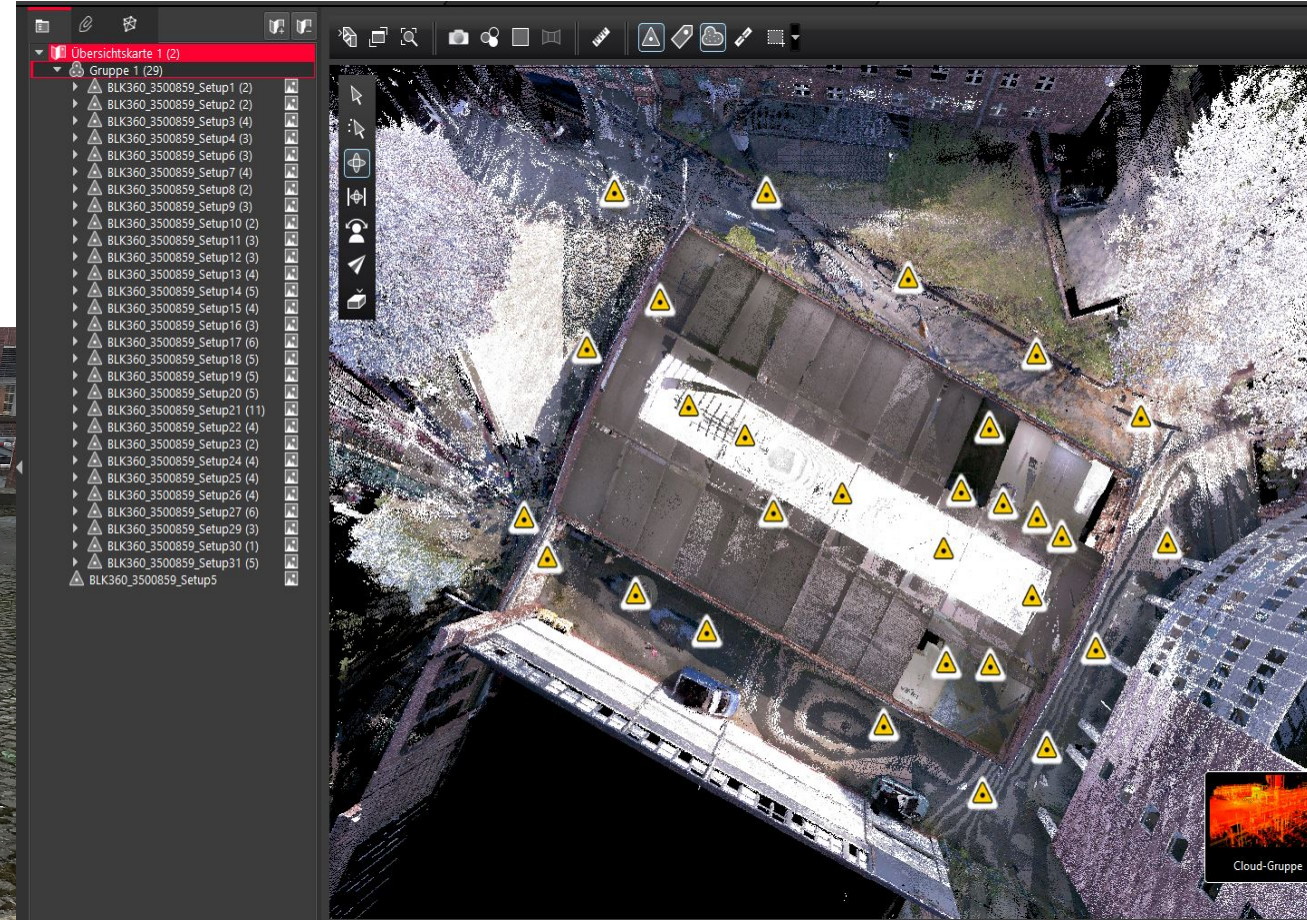 Übersichtskarte 1 (2)
Gruppe 1 (29)
BLK360_3500859_Setup1 (2)
BLK360_3500859_Setup2 (2)
BLK360_3500859_Setup3 (4)
BLK360_3500859_Setup4 (3)
BLK360_3500859_Setup6 (3)
BLK360_3500859_Setup7 (4)
BLK360_3500859_Setup8 (2)
BLK360_3500859_Setup9 (3)
BLK360_3500859_Setup10 (2)
BLK360_3500859_Setup11 (3)
BLK360_3500859_Setup12 (3)
BLK360_3500859_Setup13 (4)
BLK360_3500859_Setup14 (5)
BLK360_3500859_Setup15 (4)
BLK360_3500859_Setup16 (3)
BLK360_3500859_Setup17 (6)
BLK360_3500859_Setup18 (5)
BLK360_3500859_Setup19 (5)
BLK360_3500859_Setup20 (5)
BLK360_3500859_Setup21 (11)
BLK360_3500859_Setup22 (4)
BLK360_3500859_Setup23 (2)
BLK360_3500859_Setup24 (4)
BLK360_3500859_Setup25 (4)
BLK360_3500859_Setup26 (4)
BLK360_3500859_Setup27 (6)
BLK360_3500859_Setup29 (3)
BLK360_3500859_Setup30 (1)
BLK360_3500859_Setup31 (5)
BLK360_3500859_Setup5
Cloud-Gruppe